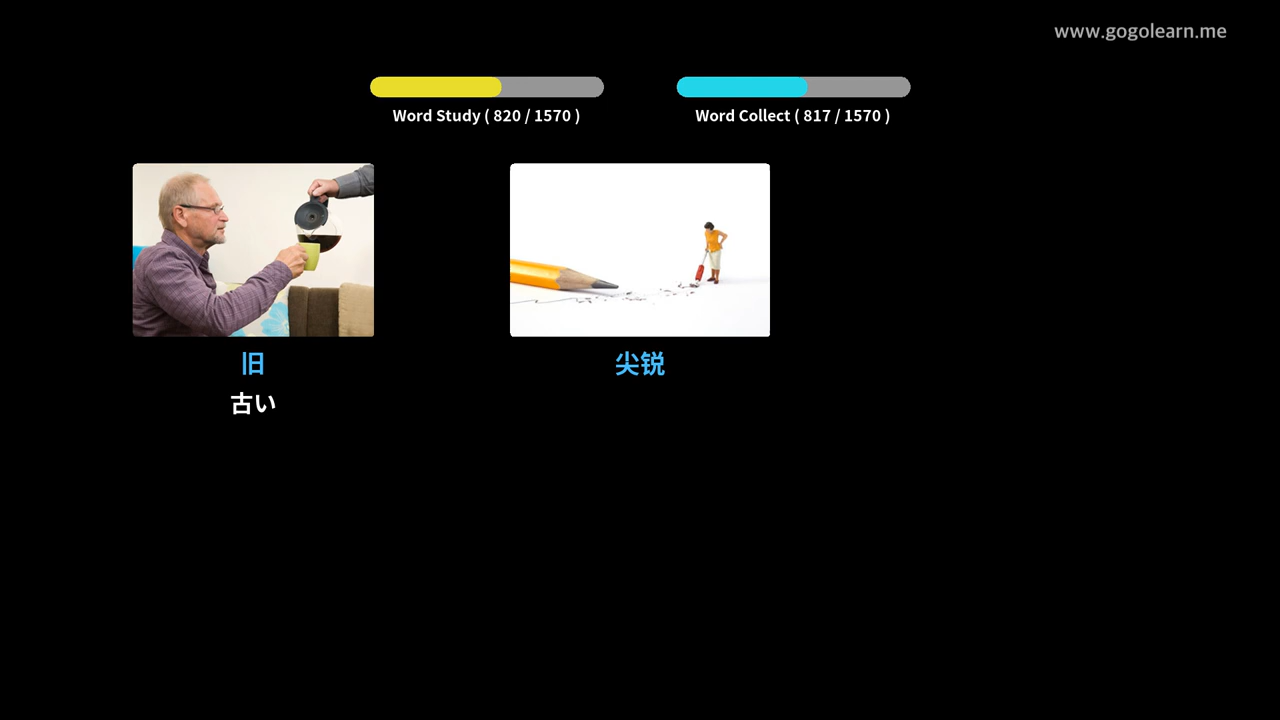 www.gogolearn.me
Word Study ( 820 / 1570 )
Word Collect ( 817 / 1570 )
旧
古い
尖锐